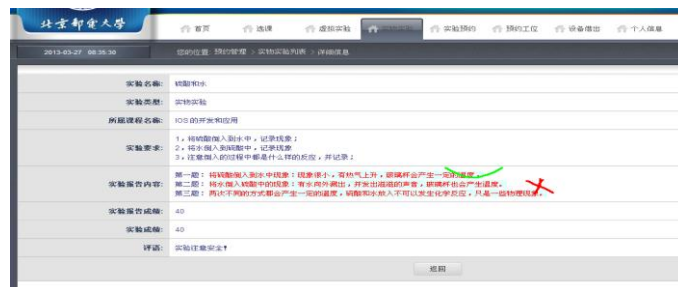 北京邮电大学
首页 选课 虚拟实验 实验预约 预约工位 设备借出 个人信息
2013-03-27 08:35:30 您的位置: 预约管理 > 实物实验列表 > 详细信息
实验名称: 硫酸和水
实验类型: 实物实验
所属课程名称: IOS的开发和应用
实验要求: 1,将硫酸倒入到水中,记录现象;
2,将水倒入到硫酸中,记录现象
3,注意倒入的过程中都是什么样的反应,并记录;
实验报告内容: 第一题: 将硫酸倒入到水中现象:现象很小,有热气上升,玻璃杯会产生一定的温度。
第二题: 将水倒入硫酸中的现象:有水向外溅出,并发出滋滋的声音,玻璃杯也会产生温度。
第三题: 两次不同的方式都会产生一定的温度,硫酸和水放入不可以发生化学反应,只是一些物理现象。
实验报告成绩: 40
实验成绩: 40
评语: 实验注意安全!
返回